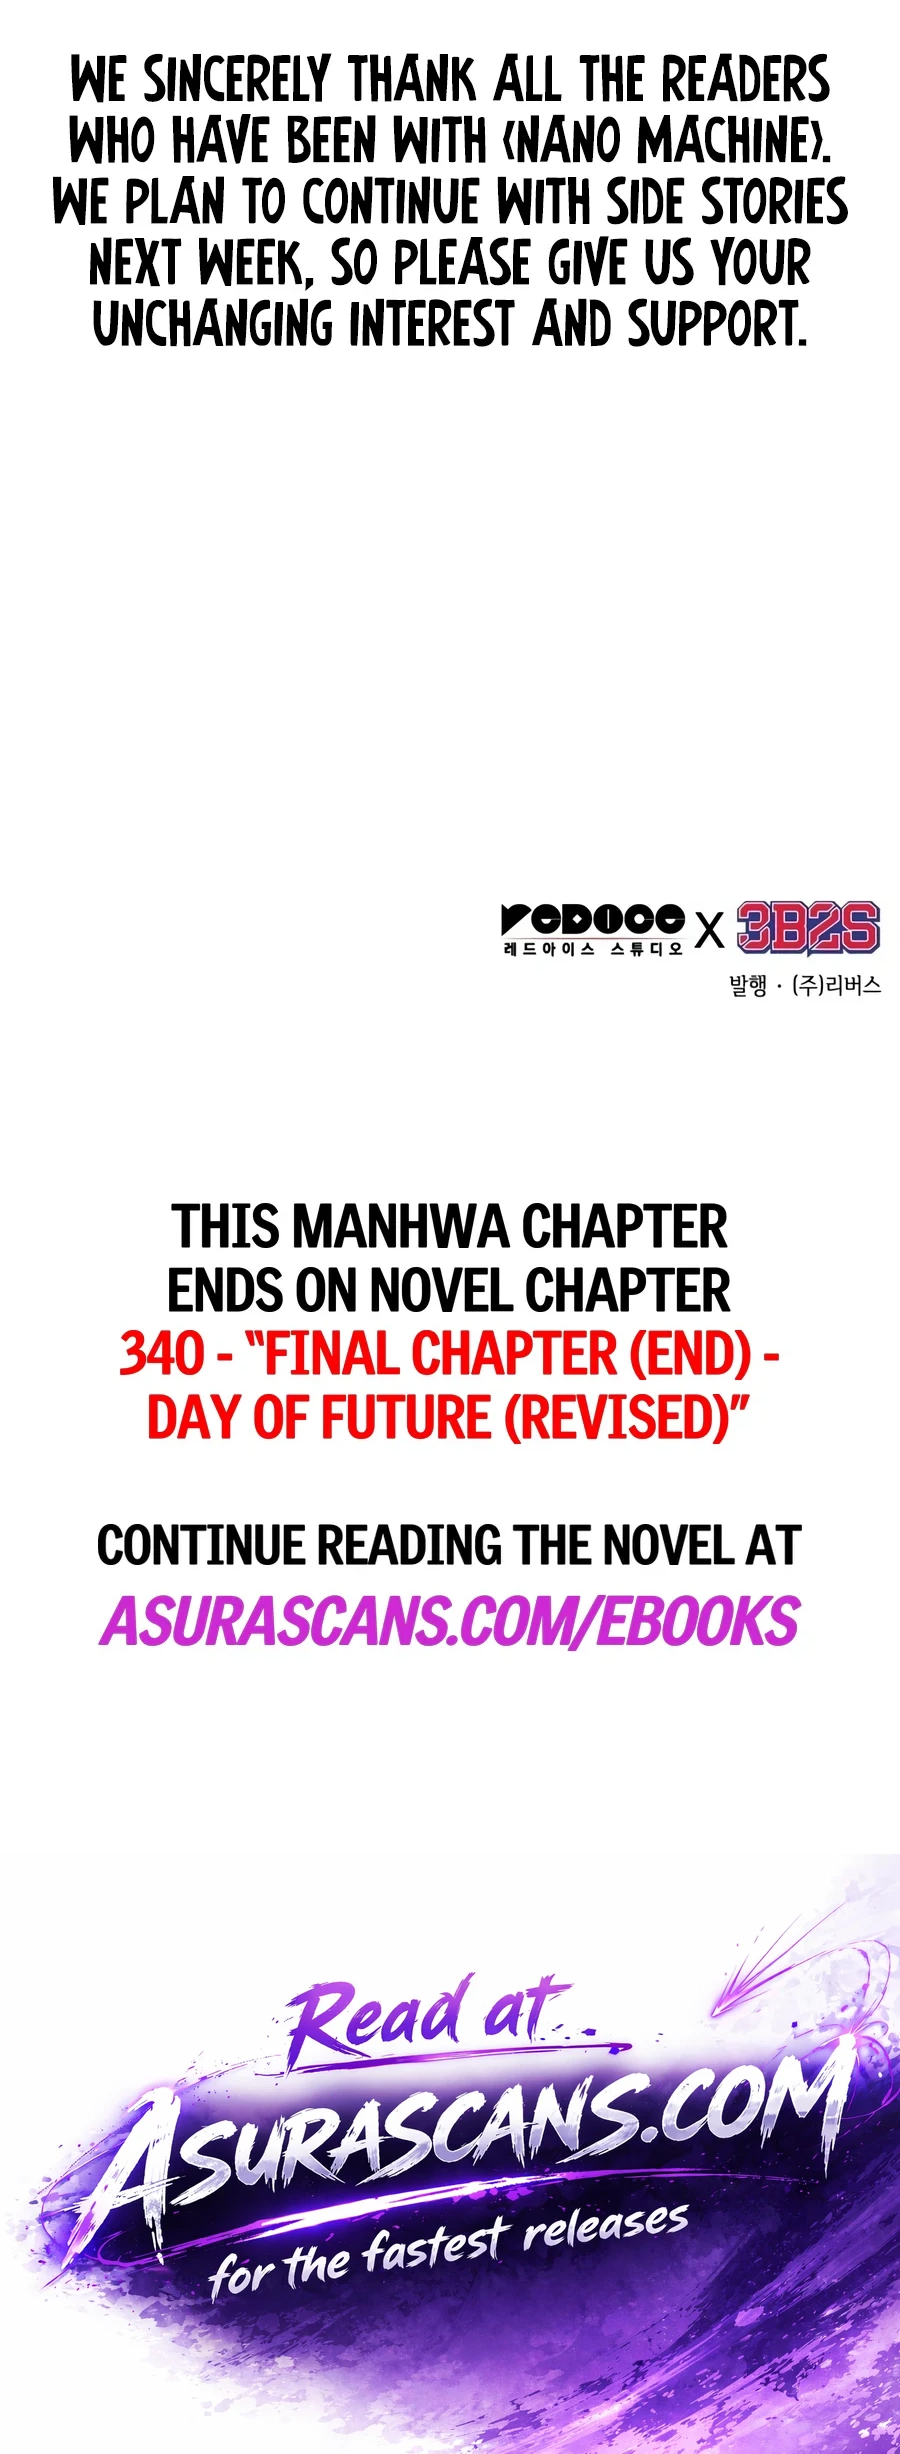 WE SINCERELY THANK ALL THE READERS
WHO HAVE BEEN WITH <NANO MACHINE>.
WE PLAN TO CONTINUE WITH SIDE STORIES
NEXT WEEK, SO PLEASE GIVE US YOUR
UNCHANGING INTEREST AND SUPPORT.
REDICE X 3B2S
레드아이스 스튜디오
발행 · (주)리버스
THIS MANHWA CHAPTER
ENDS ON NOVEL CHAPTER
340 - “FINAL CHAPTER (END) -
DAY OF FUTURE (REVISED)”
CONTINUE READING THE NOVEL AT
ASURASCANS.COM/EBOOKS
Read at...
ASURASCANS.COM
for the fastest releases